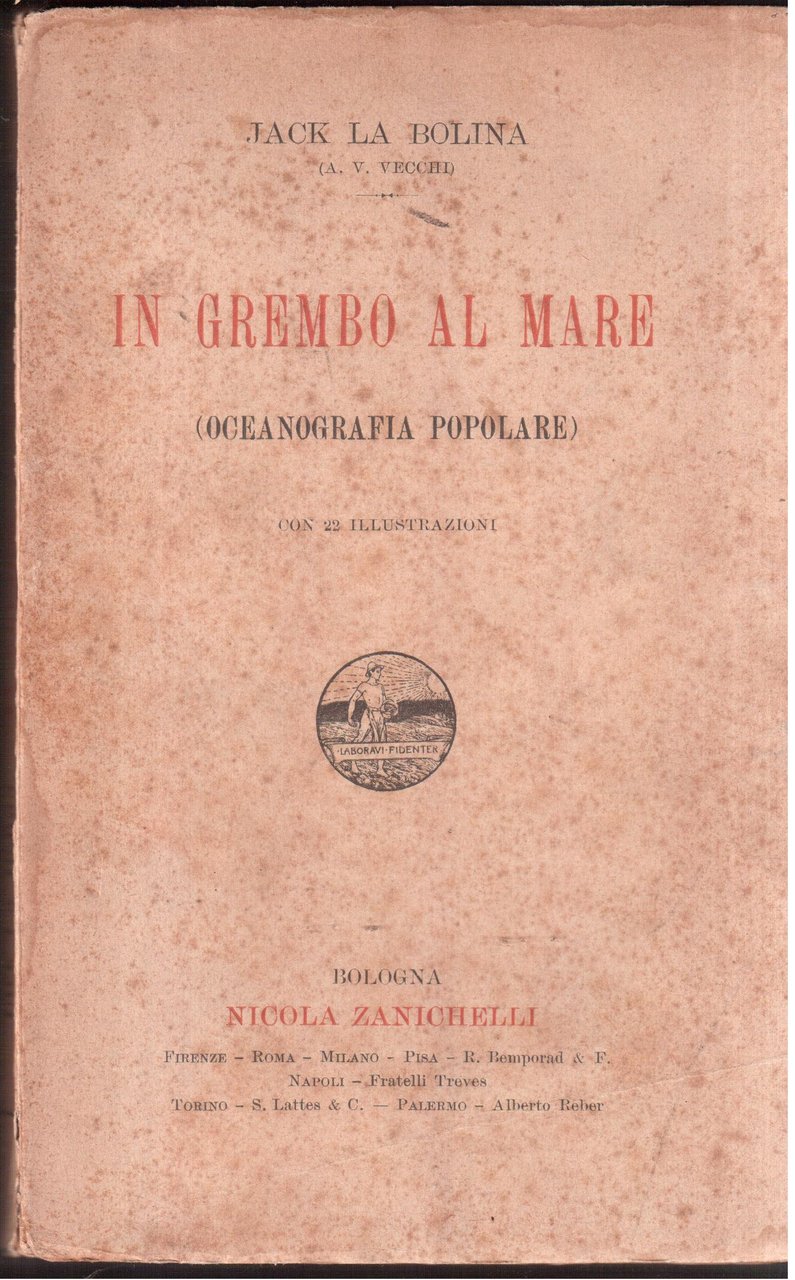 JACK LA BOLINA
(A. V. VECCHI)
IN GREMBO AL MARE
(OCEANOGRAFIA POPOLARE)
CON 22 ILLUSTRAZIONI
·LABORAVI·FIDENTER
BOLOGNA
NICOLA ZANICHELLI
FIRENZE – ROMA – MILANO – PISA – R. Bemporad & F.
NAPOLI – Fratelli Treves
TORINO – S. Lattes & C. — PALERMO – Alberto Reber